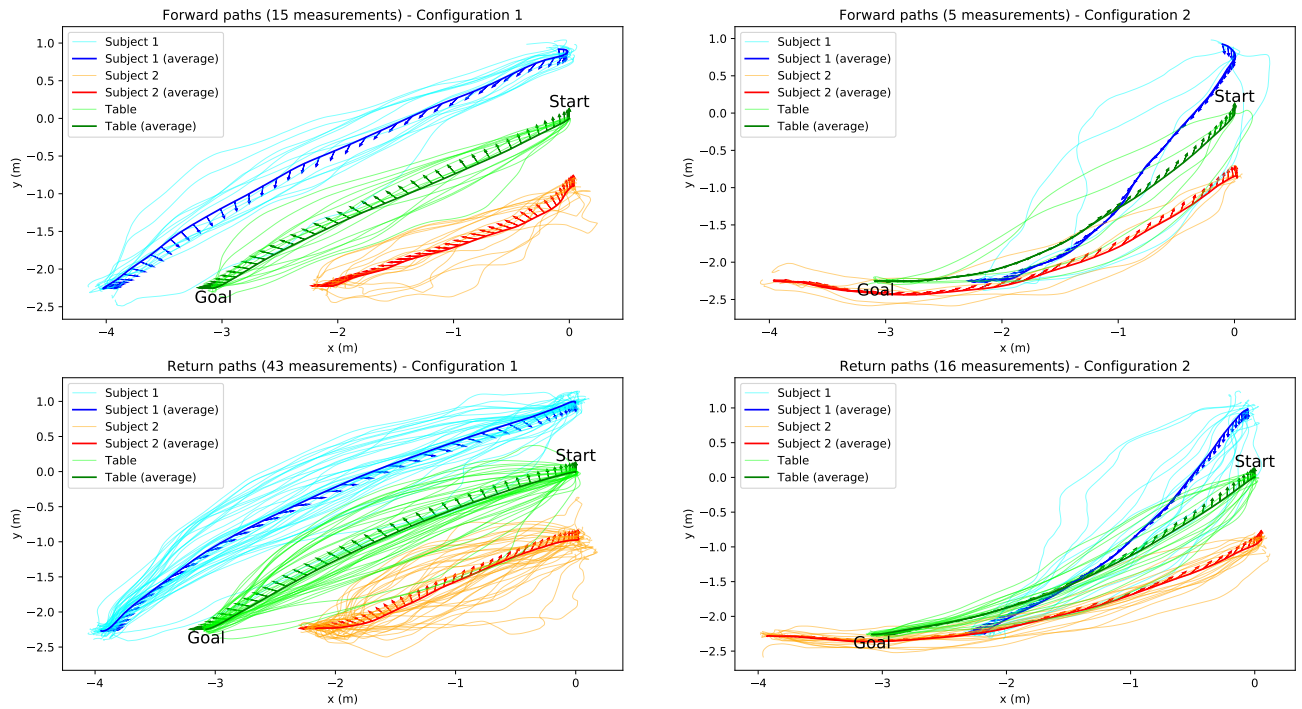 Forward paths (15 measurements) - Configuration 1
Subject 1
Subject 1 (average)
Subject 2
Subject 2 (average)
Table
Table (average)
Start
Goal
1.0
0.5
0.0
−0.5
−1.0
−1.5
−2.0
−2.5
y (m)
−4
−3
−2
−1
0
x (m)
Forward paths (5 measurements) - Configuration 2
Subject 1
Subject 1 (average)
Subject 2
Subject 2 (average)
Table
Table (average)
Start
Goal
1.0
0.5
0.0
−0.5
−1.0
−1.5
−2.0
−2.5
y (m)
−4
−3
−2
−1
0
x (m)
Return paths (43 measurements) - Configuration 1
Subject 1
Subject 1 (average)
Subject 2
Subject 2 (average)
Table
Table (average)
Start
Goal
1.0
0.5
0.0
−0.5
−1.0
−1.5
−2.0
−2.5
y (m)
−4
−3
−2
−1
0
x (m)
Return paths (16 measurements) - Configuration 2
Subject 1
Subject 1 (average)
Subject 2
Subject 2 (average)
Table
Table (average)
Start
Goal
1.0
0.5
0.0
−0.5
−1.0
−1.5
−2.0
−2.5
y (m)
−4
−3
−2
−1
0
x (m)